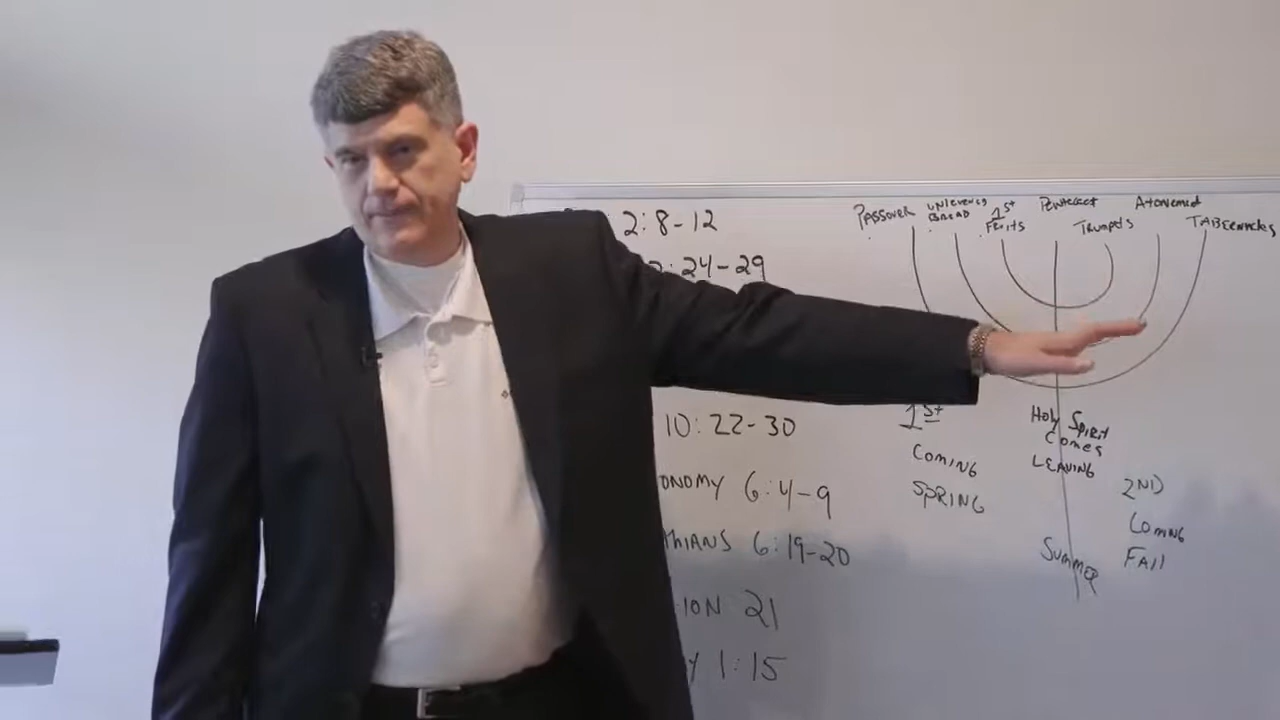 2:8-12
2:24-29
10:22-30
ONOMY 6:4-9
THIANS 6:19-20
ION 21
Y 1:15
PASSOVER
UNLEVENED
BREAD
1st
FRUITS
PENTECOST
TRUMPETS
Atonement
TABERNACLES
1st
COMING
SPRING
HOLY SPIRIT
COMES
LEAVING
SUMMER
2ND
COMING
FALL